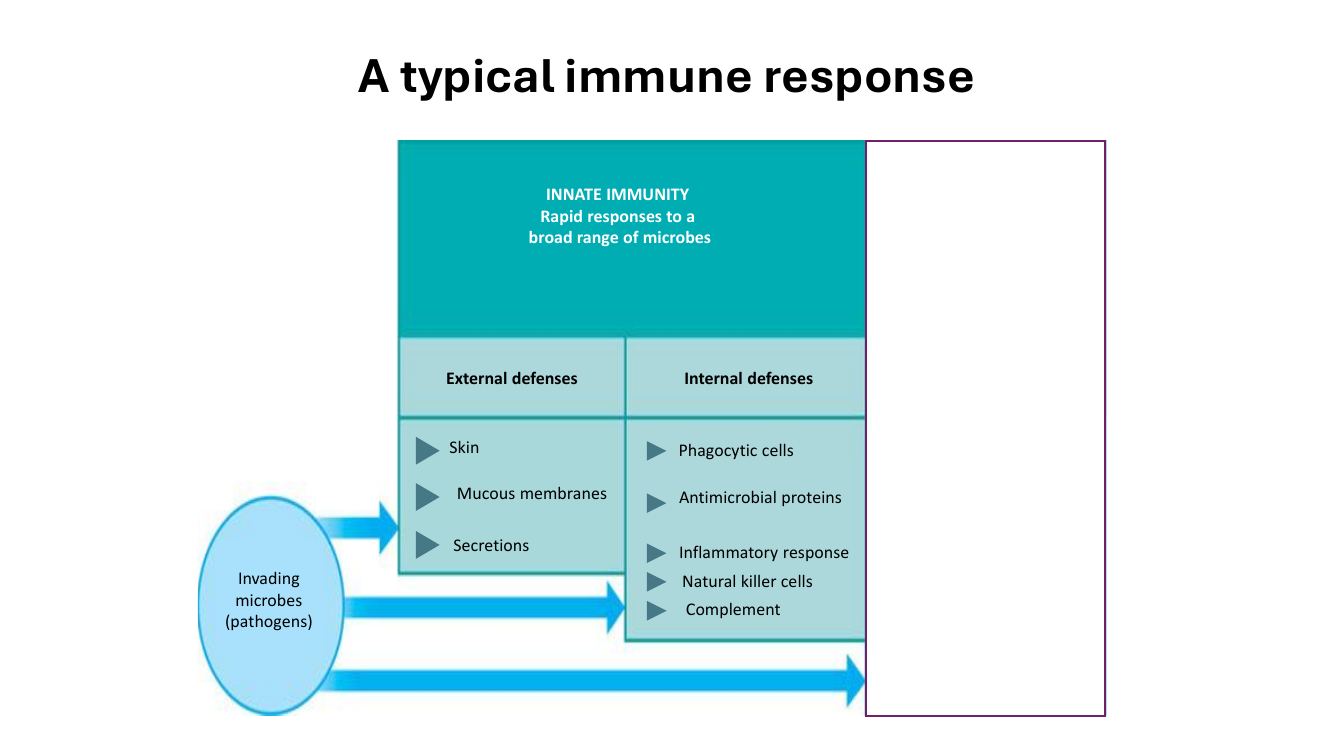 A typical immune response
INNATE IMMUNITY
Rapid responses to a
broad range of microbes
External defenses
Internal defenses
Skin
Mucous membranes
Secretions
Phagocytic cells
Antimicrobial proteins
Inflammatory response
Natural killer cells
Complement
Invading
microbes
(pathogens)